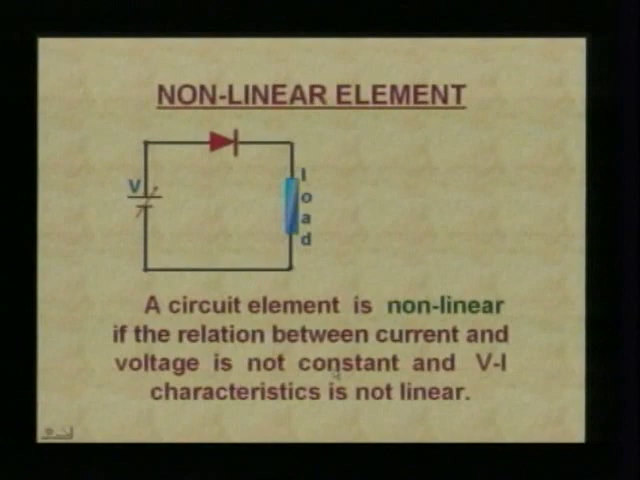 NON-LINEAR ELEMENT
V
load
A circuit element is non-linear
if the relation between current and
voltage is not constant and V-I
characteristics is not linear.